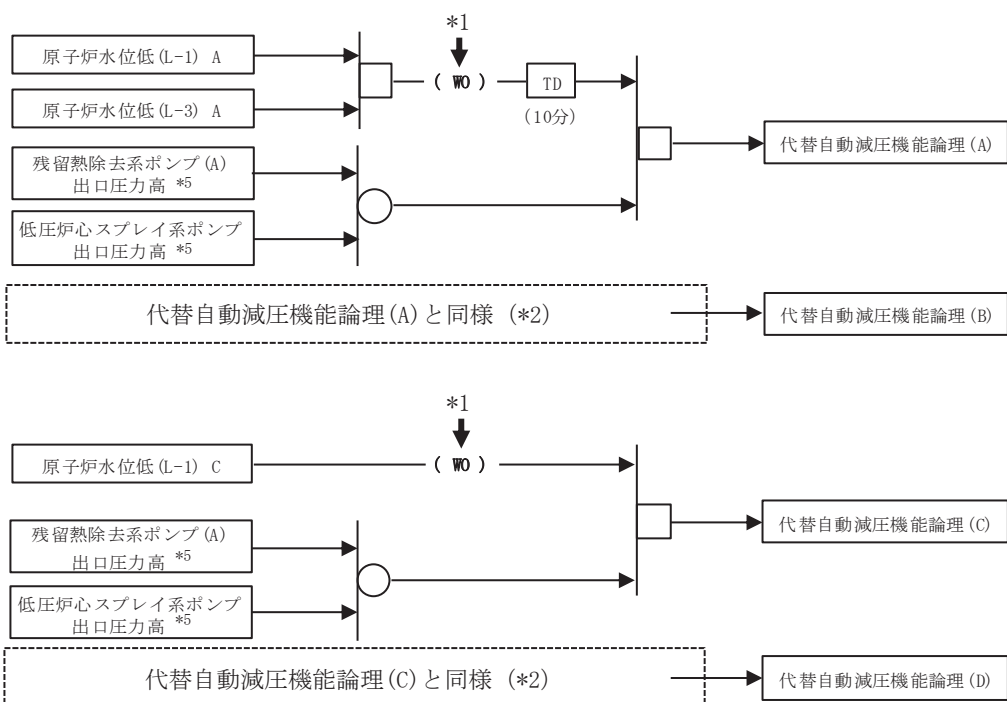 *1
原子炉水位低(L-1) A
( WO )
TD
(10分)
原子炉水位低(L-3) A
代替自動減圧機能論理(A)
残留熱除去系ポンプ(A)
出口圧力高 *5
低圧炉心スプレイ系ポンプ
出口圧力高 *5
代替自動減圧機能論理(A)と同様 (*2)
代替自動減圧機能論理(B)
*1
原子炉水位低(L-1) C
( WO )
代替自動減圧機能論理(C)
残留熱除去系ポンプ(A)
出口圧力高 *5
低圧炉心スプレイ系ポンプ
出口圧力高 *5
代替自動減圧機能論理(C)と同様 (*2)
代替自動減圧機能論理(D)